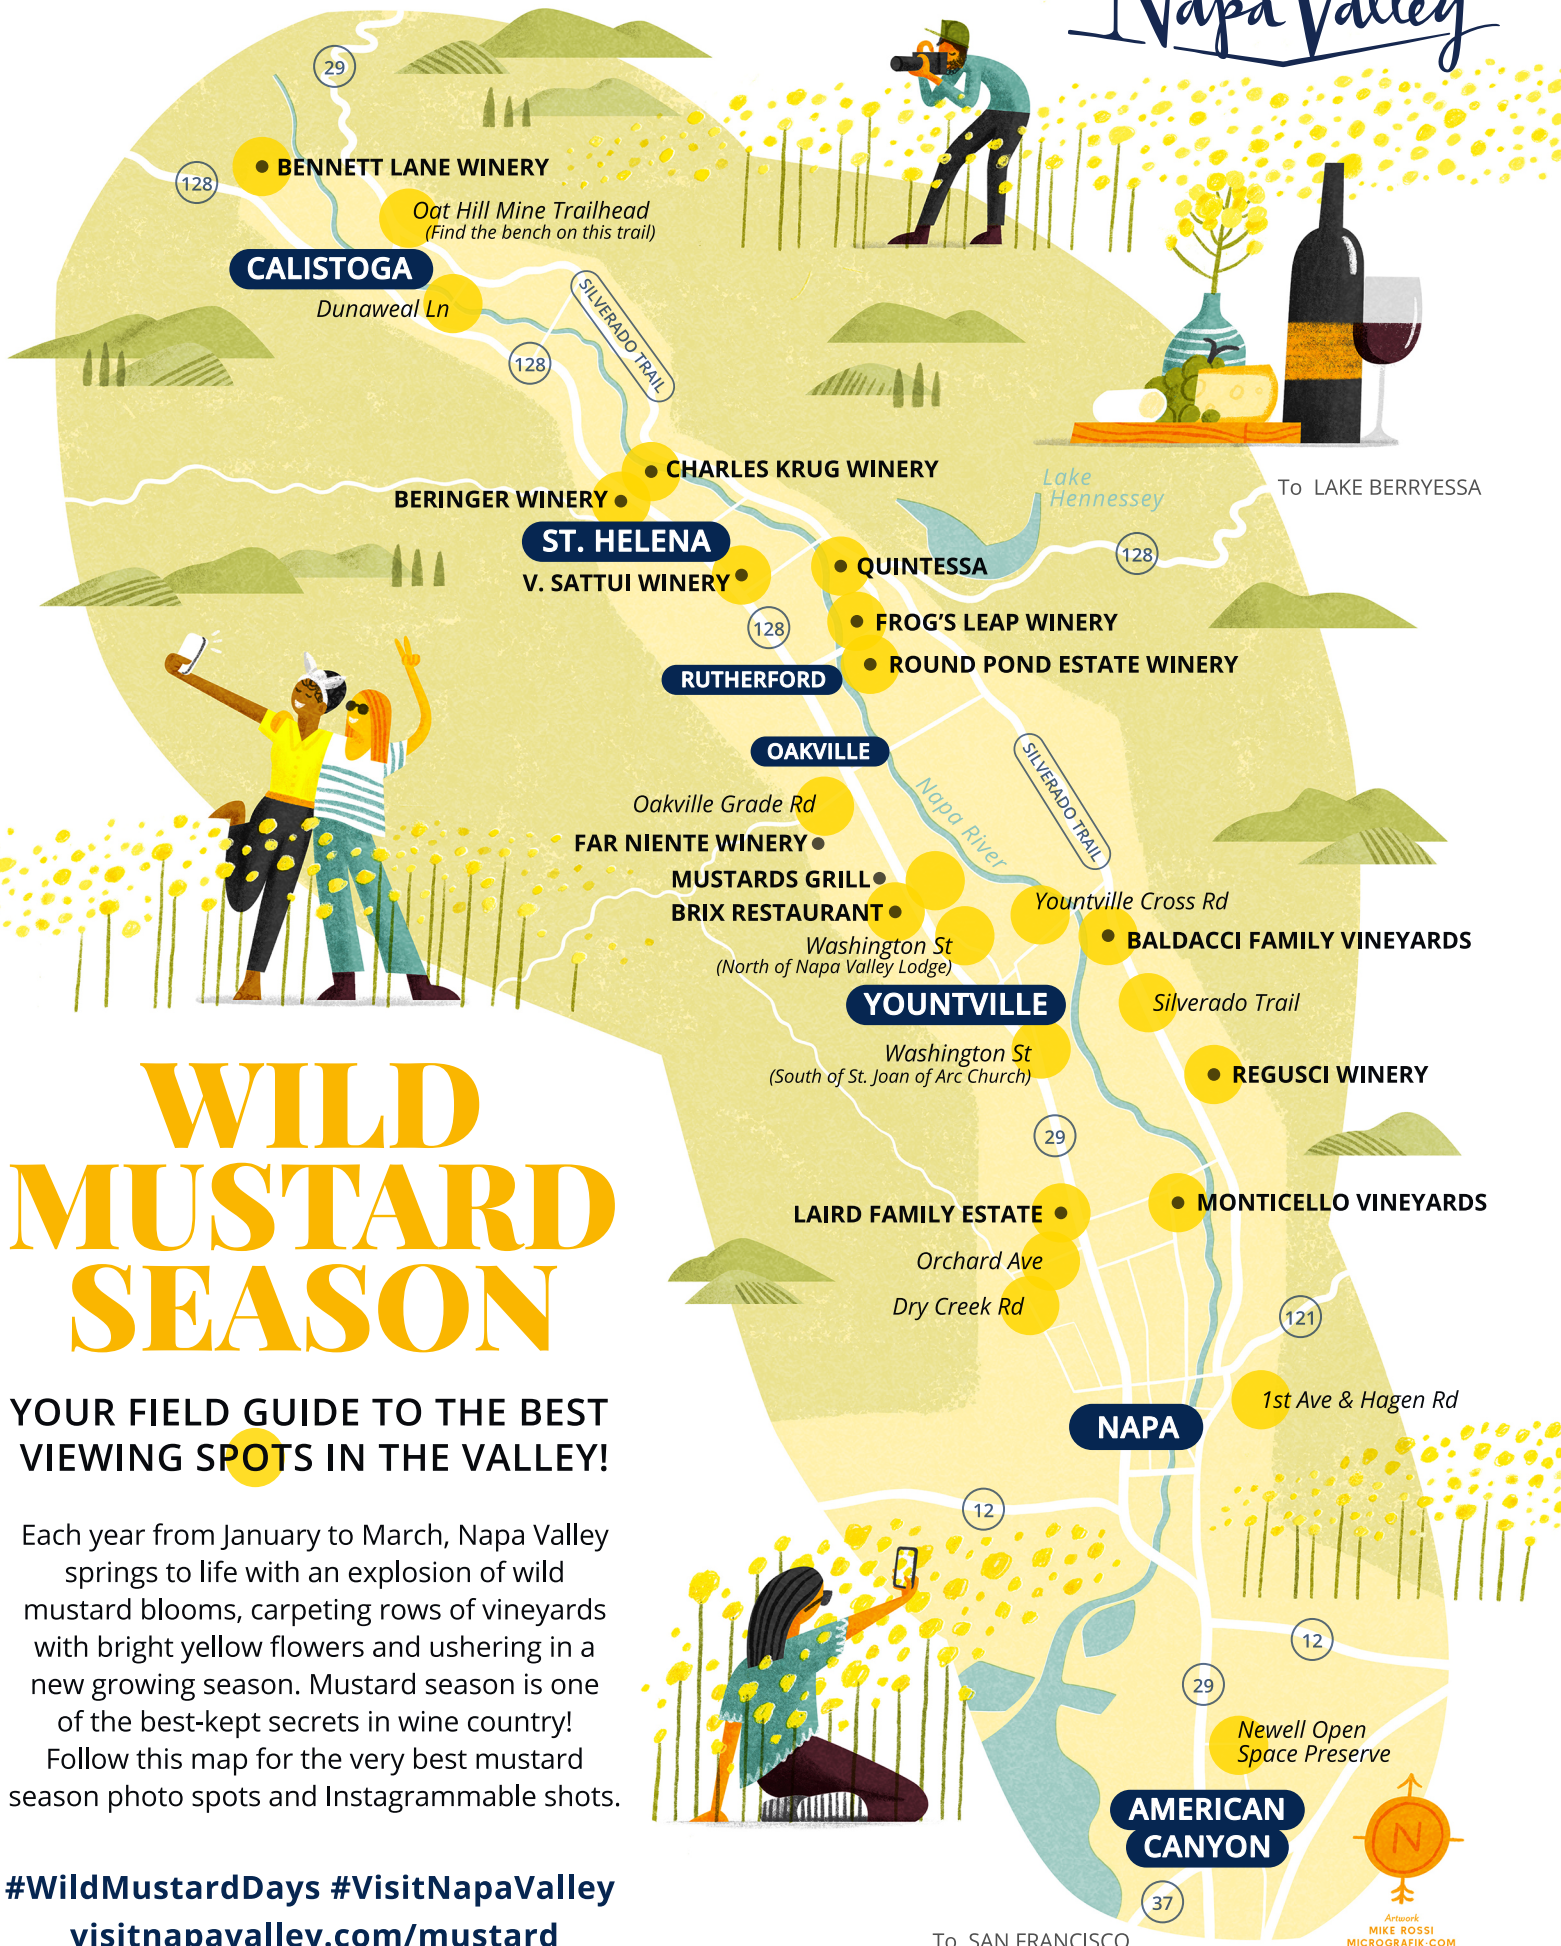 Napa Valley
29
128
BENNETT LANE WINERY
Oat Hill Mine Trailhead
(Find the bench on this trail)
CALISTOGA
Dunaweal Ln
SILVERADO TRAIL
128
CHARLES KRUG WINERY
BERINGER WINERY
Lake
Hennessey
To LAKE BERRYESSA
ST. HELENA
128
QUINTESSA
V. SATTUI WINERY
128
FROG'S LEAP WINERY
ROUND POND ESTATE WINERY
RUTHERFORD
OAKVILLE
SILVERADO TRAIL
Napa River
Oakville Grade Rd
FAR NIENTE WINERY
MUSTARDS GRILL
Yountville Cross Rd
BRIX RESTAURANT
BALDACCI FAMILY VINEYARDS
Washington St
(North of Napa Valley Lodge)
YOUNTVILLE
Silverado Trail
Washington St
(South of St. Joan of Arc Church)
REGUSCI WINERY
29
MONTICELLO VINEYARDS
LAIRD FAMILY ESTATE
Orchard Ave
Dry Creek Rd
121
1st Ave & Hagen Rd
NAPA
12
12
29
Newell Open
Space Preserve
AMERICAN
CANYON
N
37
To SAN FRANCISCO
Artwork
MIKE ROSSI
MICROGRAFIK.COM
WILD
MUSTARD
SEASON
YOUR FIELD GUIDE TO THE BEST
VIEWING SPOTS IN THE VALLEY!
Each year from January to March, Napa Valley
springs to life with an explosion of wild
mustard blooms, carpeting rows of vineyards
with bright yellow flowers and ushering in a
new growing season. Mustard season is one
of the best-kept secrets in wine country!
Follow this map for the very best mustard
season photo spots and Instagrammable shots.
#WildMustardDays #VisitNapaValley
visitnapavalley.com/mustard